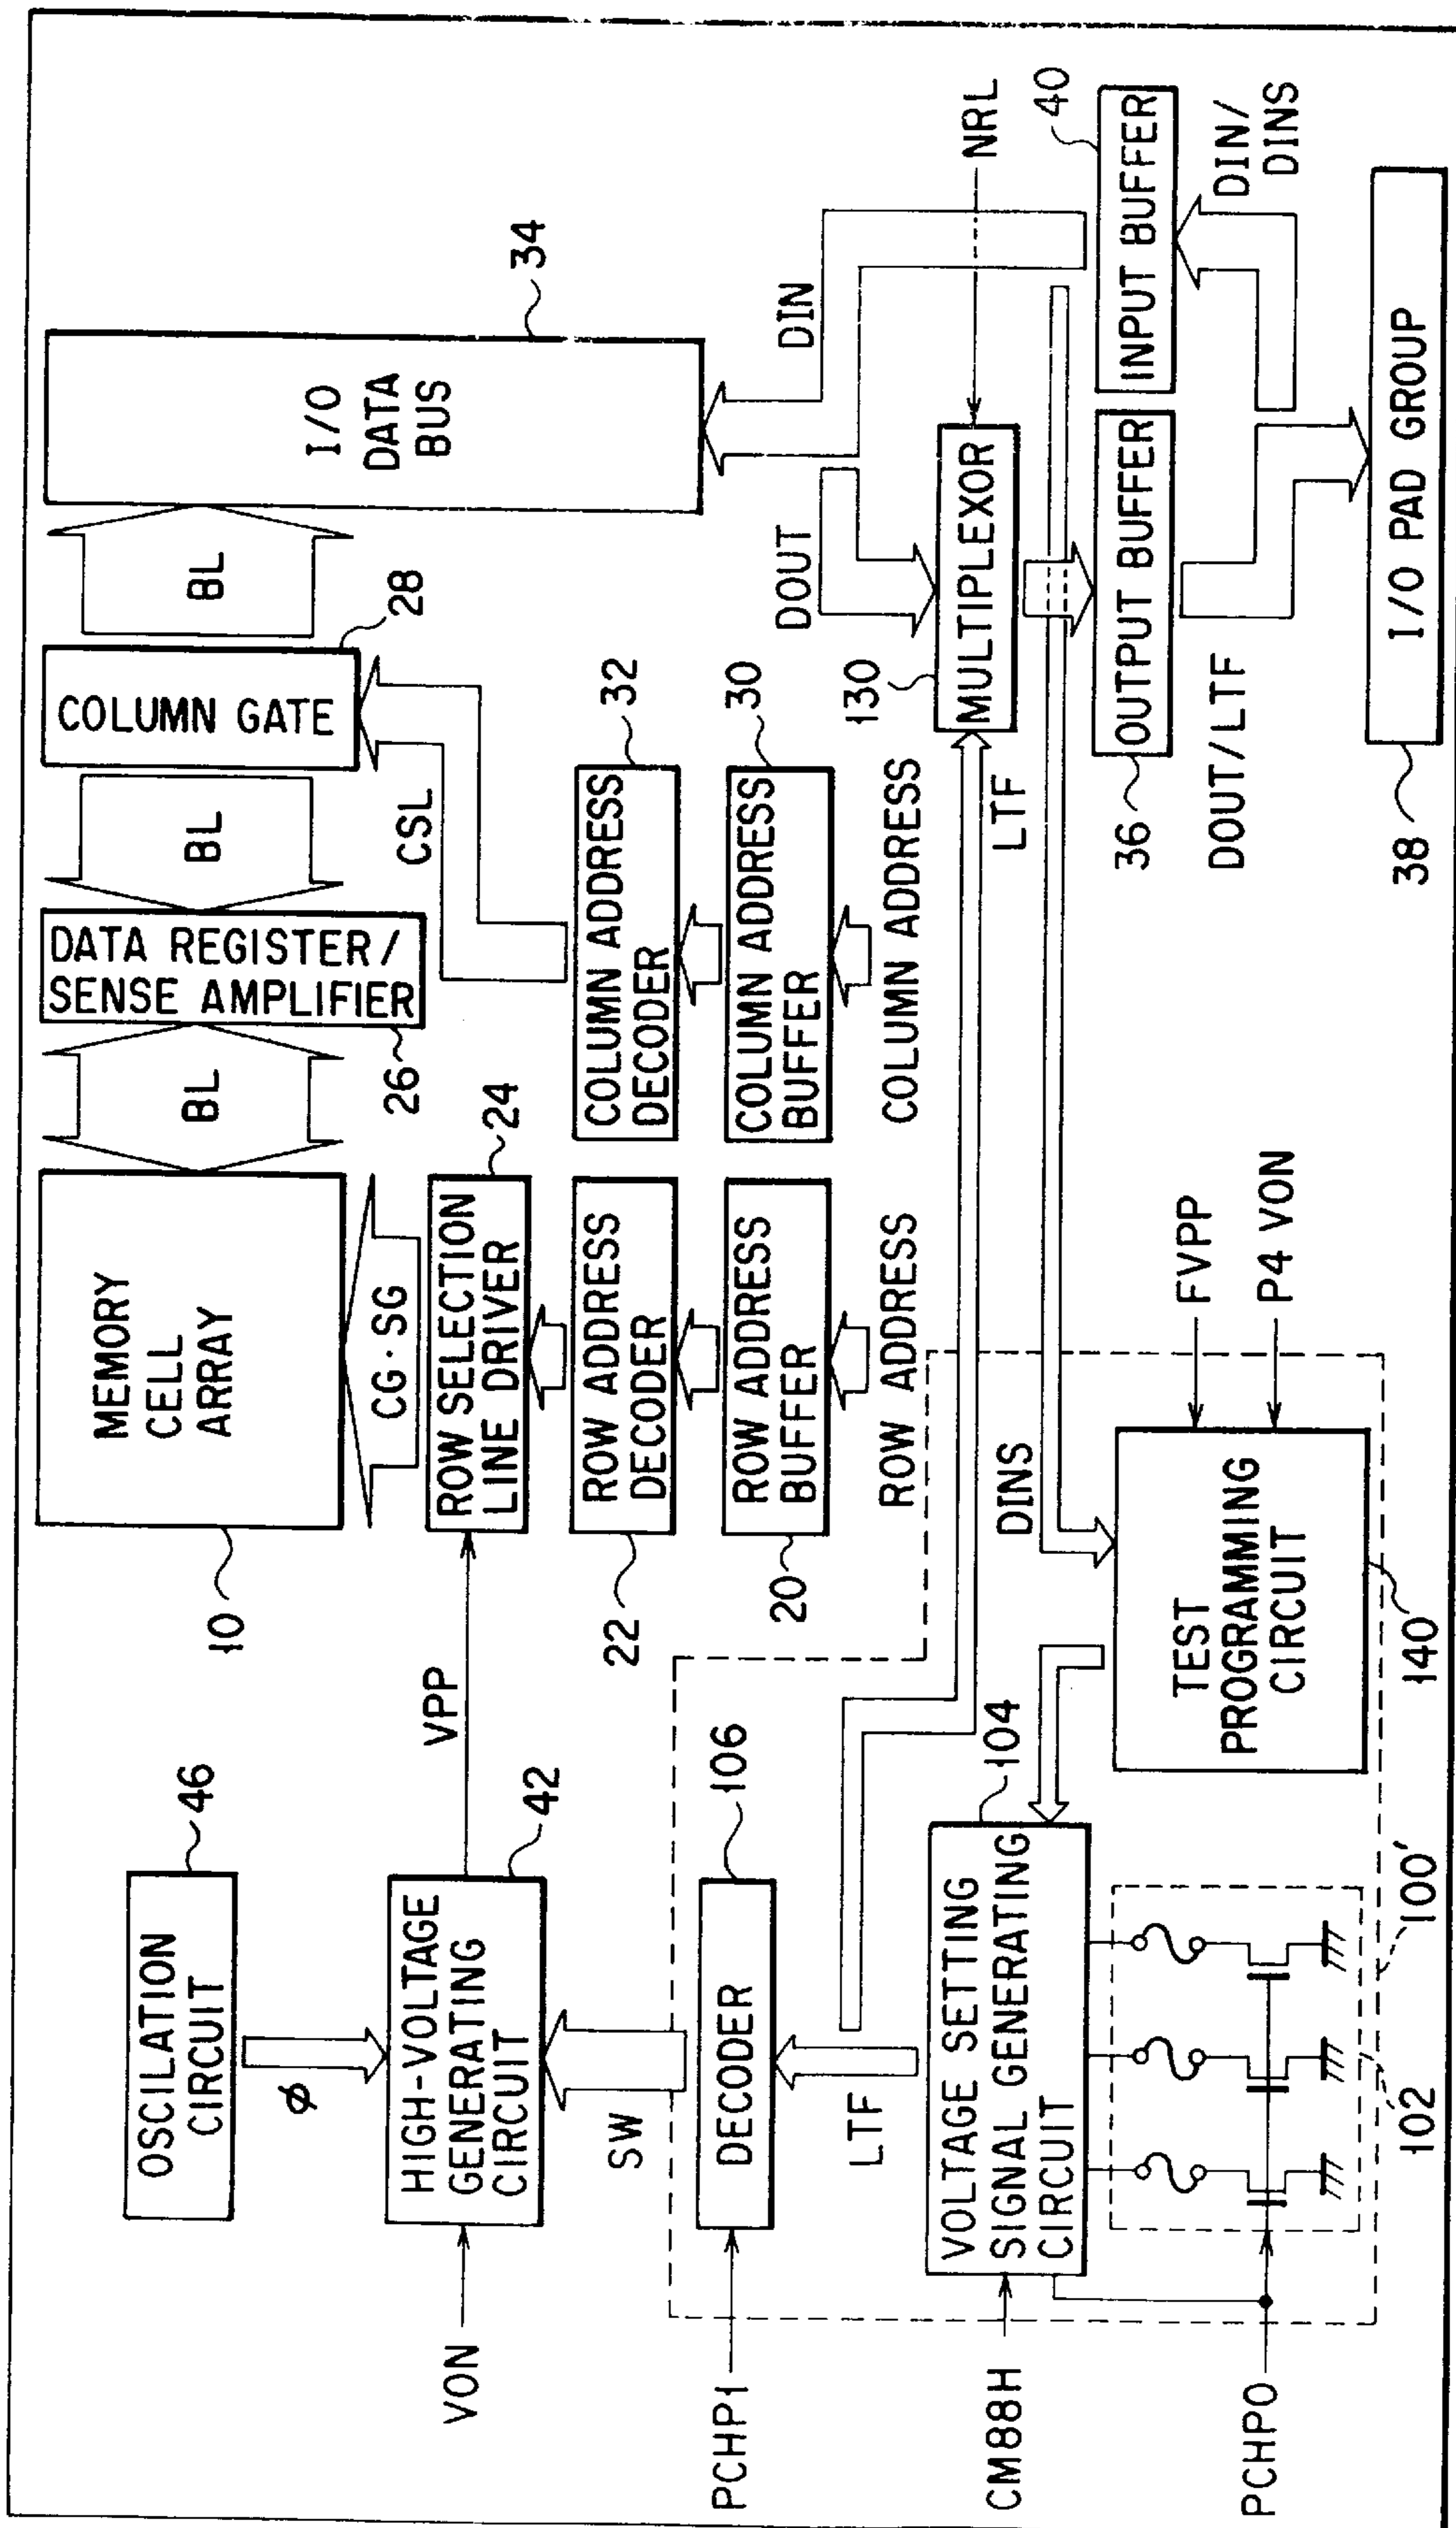 OSCILATION
CIRCUIT
46
φ
VON
HIGH-VOLTAGE
GENERATING
CIRCUIT
42
VPP
SW
PCHP1
DECODER
106
LTF
CM88H
VOLTAGE SETTING
SIGNAL GENERATING
CIRCUIT
104
PCHP0
102
100'
MEMORY
CELL
ARRAY
10
CG·SG
ROW SELECTION
LINE DRIVER
24
ROW ADDRESS
DECODER
22
ROW ADDRESS
BUFFER
20
ROW ADDRESS
DINS
TEST
PROGRAMMING
CIRCUIT
140
FVPP
P4 VON
BL
DATA REGISTER/
SENSE AMPLIFIER
26
BL
COLUMN GATE
28
CSL
COLUMN ADDRESS
DECODER
32
COLUMN ADDRESS
BUFFER
30
COLUMN ADDRESS
BL
I/O
DATA
BUS
34
DIN
DOUT
MULTIPLEXOR
130
NRL
LTF
OUTPUT BUFFER
36
INPUT BUFFER
40
DOUT/LTF
DIN/
DINS
I/O PAD GROUP
38